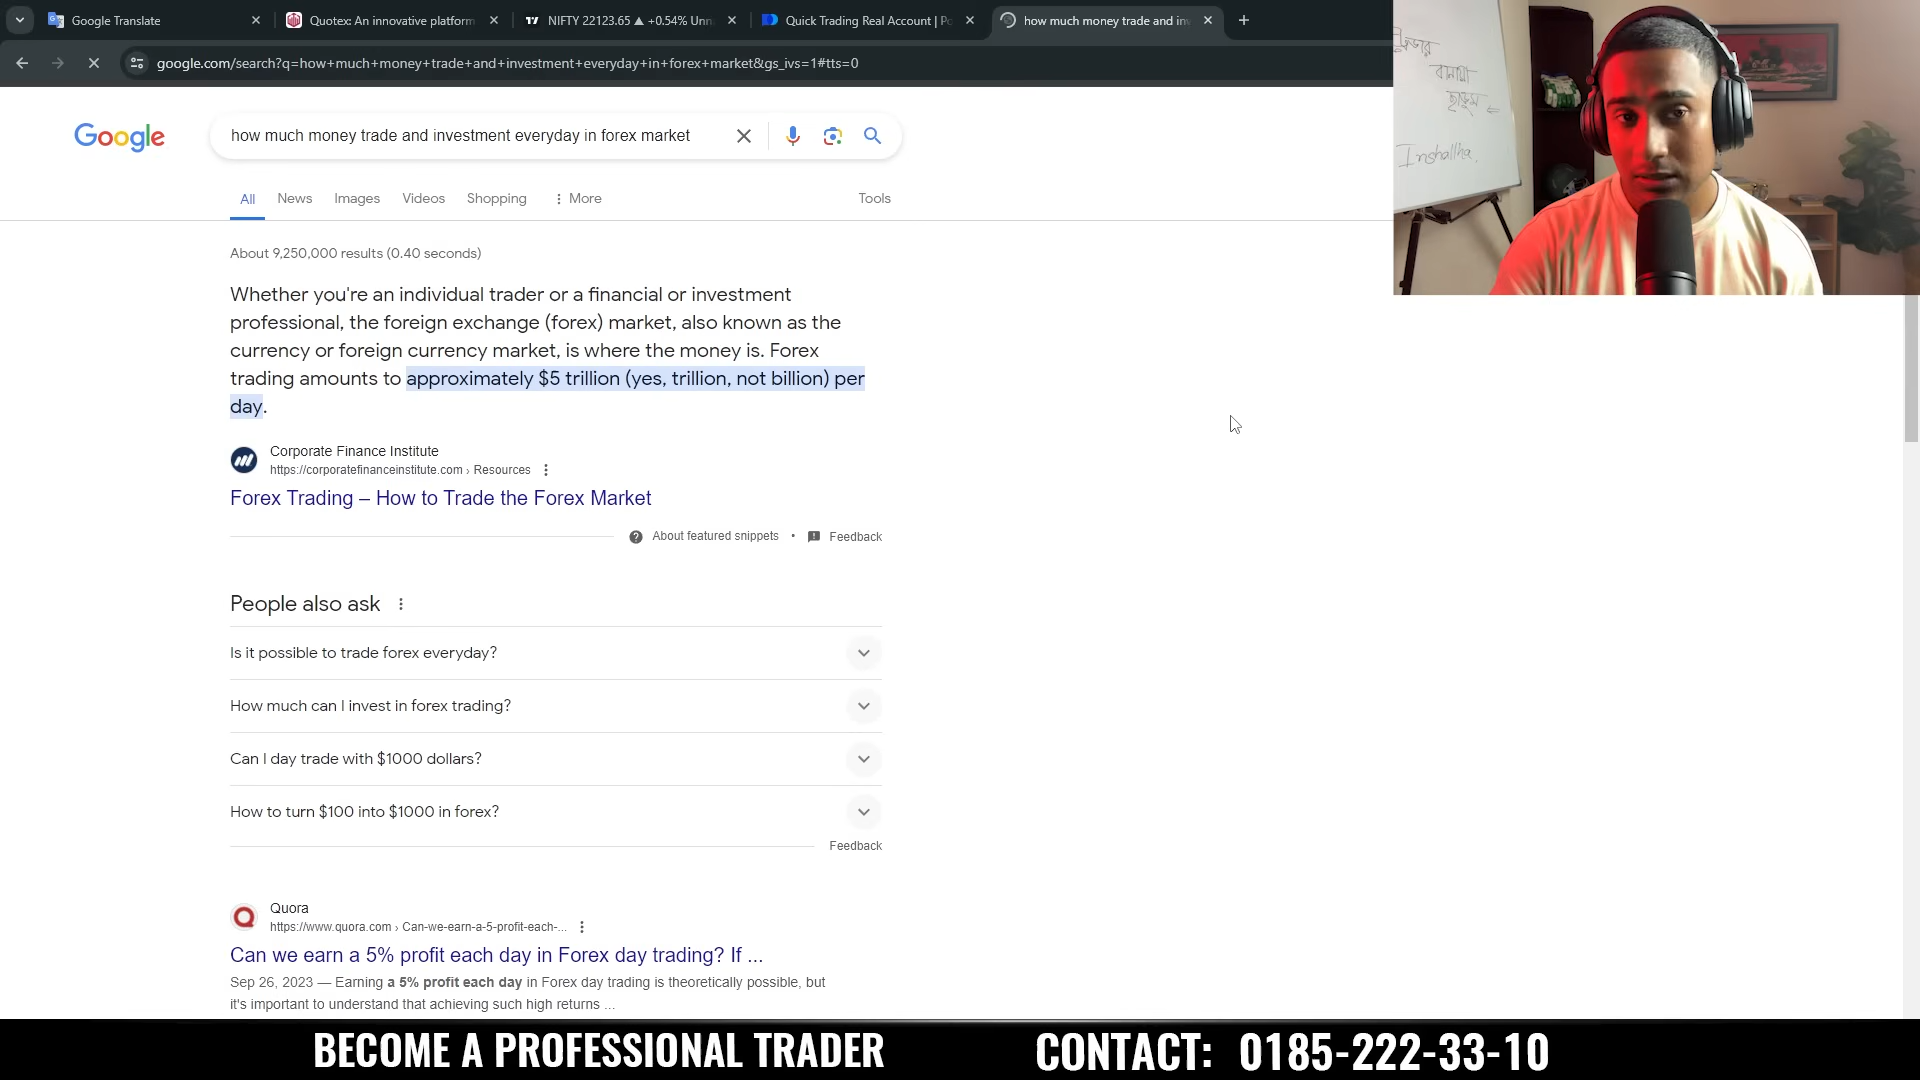 Google Translate
Quotex: An innovative platform
NIFTY 22123.65 ▲ +0.54% Unn
Quick Trading Real Account | Po
how much money trade and inv
google.com/search?q=how+much+money+trade+and+investment+everyday+in+forex+market&gs_ivs=1#tts=0
Google
how much money trade and investment everyday in forex market
All News Images Videos Shopping More Tools
About 9,250,000 results (0.40 seconds)
Whether you're an individual trader or a financial or investment
professional, the foreign exchange (forex) market, also known as the
currency or foreign currency market, is where the money is. Forex
trading amounts to approximately $5 trillion (yes, trillion, not billion) per
day.
Corporate Finance Institute
https://corporatefinanceinstitute.com › Resources
Forex Trading – How to Trade the Forex Market
About featured snippets • Feedback
People also ask
Is it possible to trade forex everyday?
How much can I invest in forex trading?
Can I day trade with $1000 dollars?
How to turn $100 into $1000 in forex?
Feedback
Quora
https://www.quora.com › Can-we-earn-a-5-profit-each-...
Can we earn a 5% profit each day in Forex day trading? If ...
Sep 26, 2023 — Earning a 5% profit each day in Forex day trading is theoretically possible, but
it's important to understand that achieving such high returns ...
Inshallha.
BECOME A PROFESSIONAL TRADER CONTACT: 0185-222-33-10